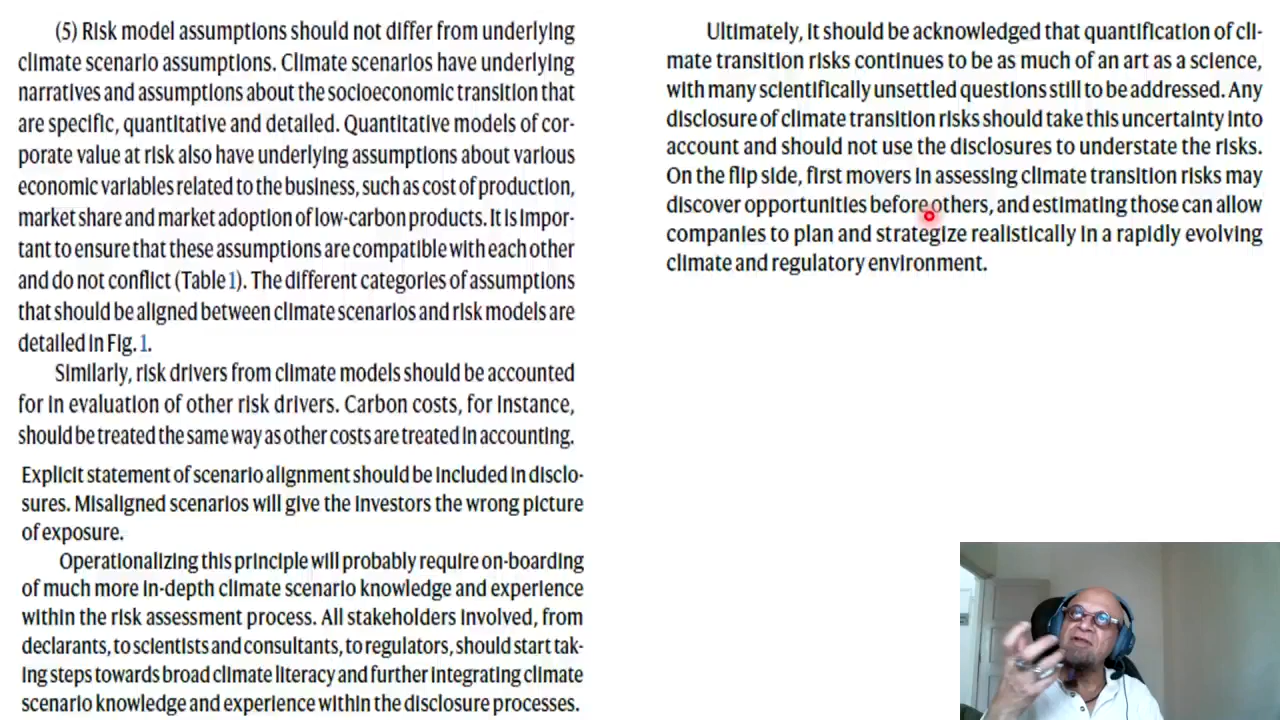 (5) Risk model assumptions should not differ from underlying
climate scenario assumptions. Climate scenarios have underlying
narratives and assumptions about the socioeconomic transition that
are specific, quantitative and detailed. Quantitative models of cor-
porate value at risk also have underlying assumptions about various
economic variables related to the business, such as cost of production,
market share and market adoption of low-carbon products. It is impor-
tant to ensure that these assumptions are compatible with each other
and do not conflict (Table 1). The different categories of assumptions
that should be aligned between climate scenarios and risk models are
detailed in Fig. 1.
Similarly, risk drivers from climate models should be accounted
for in evaluation of other risk drivers. Carbon costs, for instance,
should be treated the same way as other costs are treated in accounting.
Explicit statement of scenario alignment should be included in disclo-
sures. Misaligned scenarios will give the investors the wrong picture
of exposure.
Operationalizing this principle will probably require on-boarding
of much more in-depth climate scenario knowledge and experience
within the risk assessment process. All stakeholders involved, from
declarants, to scientists and consultants, to regulators, should start tak-
ing steps towards broad climate literacy and further integrating climate
scenario knowledge and experience within the disclosure processes.
Ultimately, it should be acknowledged that quantification of cli-
mate transition risks continues to be as much of an art as a science,
with many scientifically unsettled questions still to be addressed. Any
disclosure of climate transition risks should take this uncertainty into
account and should not use the disclosures to understate the risks.
On the flip side, first movers in assessing climate transition risks may
discover opportunities before others, and estimating those can allow
companies to plan and strategize realistically in a rapidly evolving
climate and regulatory environment.